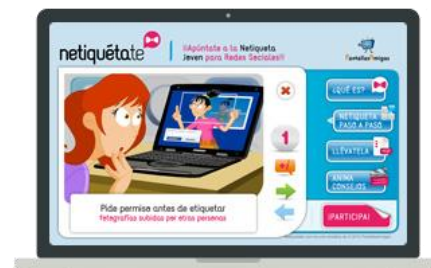 netiquétate
¡¡Apúntate a la Netiqueta
Joven para Redes Sociales!!
PantallasAmigas
¿QUÉ ES?
NETIQUETA
PASO A PASO
1
LLÉVATELA
ANIMA
CONSEJOS
Pide permiso antes de etiquetar
fotografías subidas por otras personas
¡PARTICIPA!